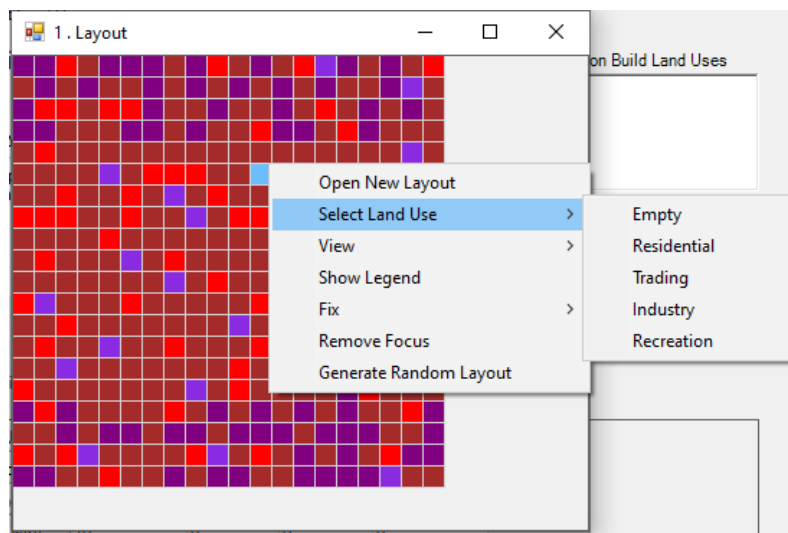 1 . Layout
on Build Land Uses
Open New Layout
Select Land Use
View
Show Legend
Fix
Remove Focus
Generate Random Layout
Empty
Residential
Trading
Industry
Recreation